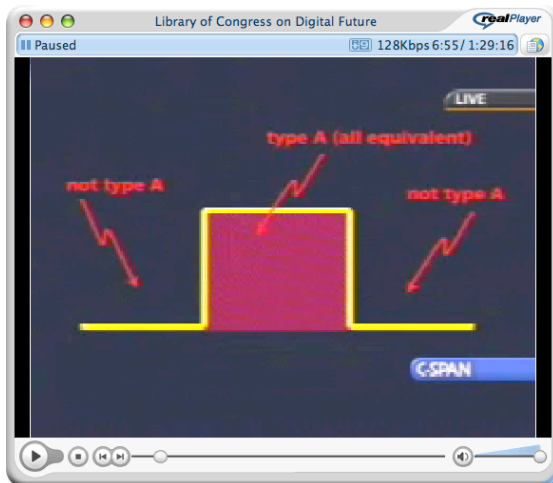 Library of Congress on Digital Future
realPlayer
Paused
128Kbps 6:55/ 1:29:16
LIVE
type A (all equivalent)
not type A
not type A
C-SPAN